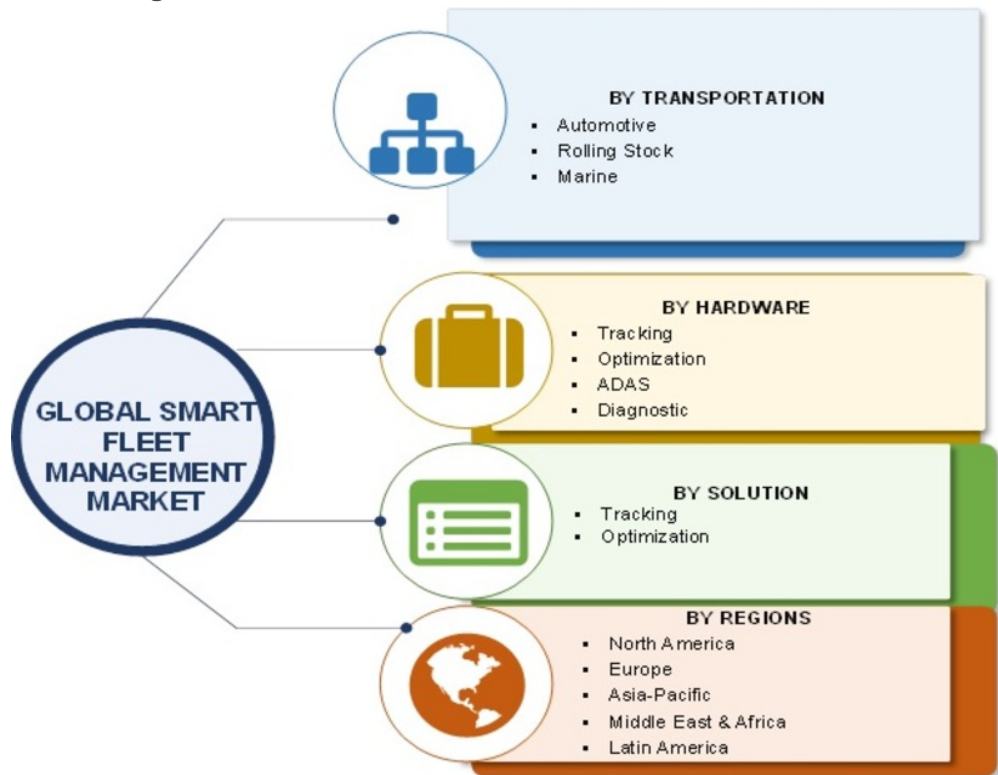 GLOBAL SMART
FLEET
MANAGEMENT
MARKET
BY TRANSPORTATION
▪ Automotive
▪ Rolling Stock
▪ Marine
BY HARDWARE
▪ Tracking
▪ Optimization
▪ ADAS
▪ Diagnostic
BY SOLUTION
▪ Tracking
▪ Optimization
BY REGIONS
▪ North America
▪ Europe
▪ Asia-Pacific
▪ Middle East & Africa
▪ Latin America